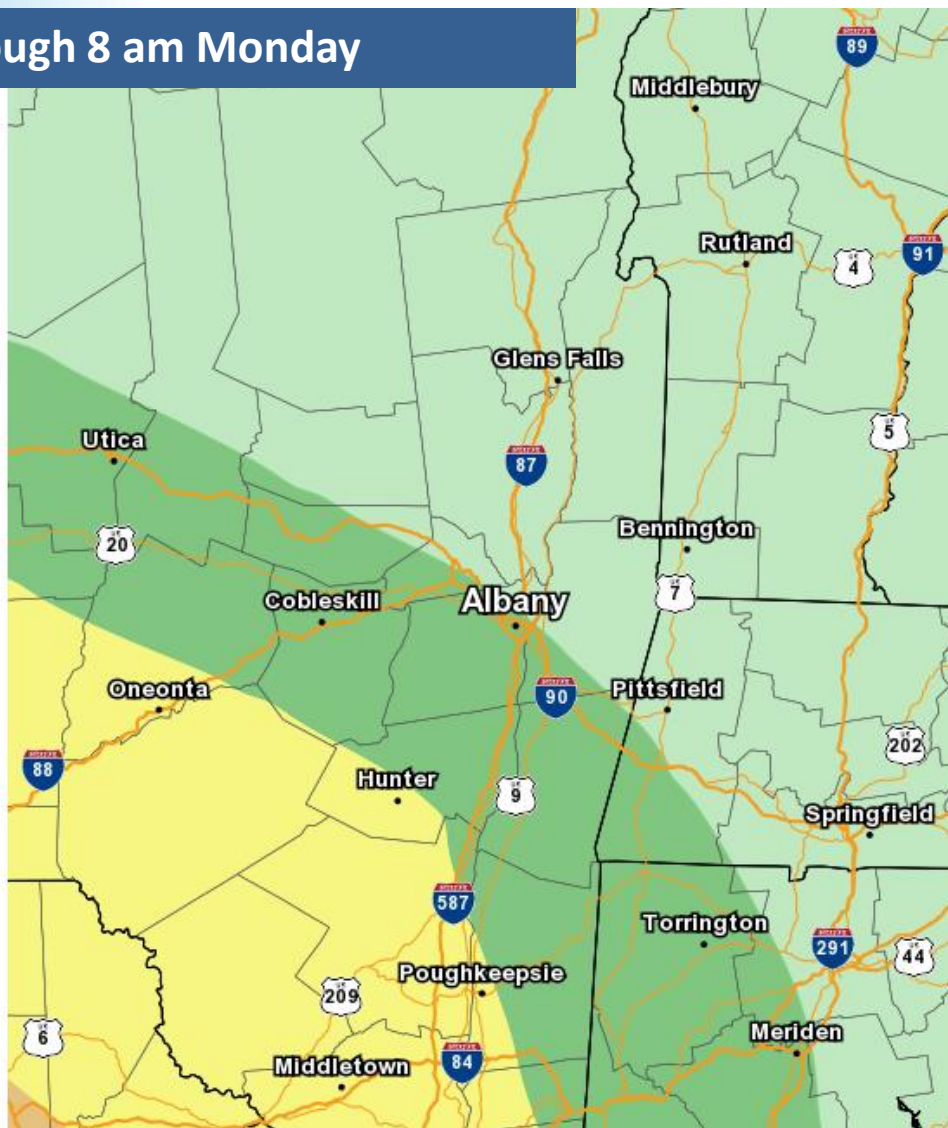 ough 8 am Monday
89
Middlebury
Rutland
91
4
Glens Falls
5
Utica
87
20
Bennington
7
Cobleskill
Albany
Oneonta
90
Pittsfield
202
88
Hunter
9
Springfield
587
Torrington
291
44
Poughkeepsie
209
6
Meriden
84
Middletown